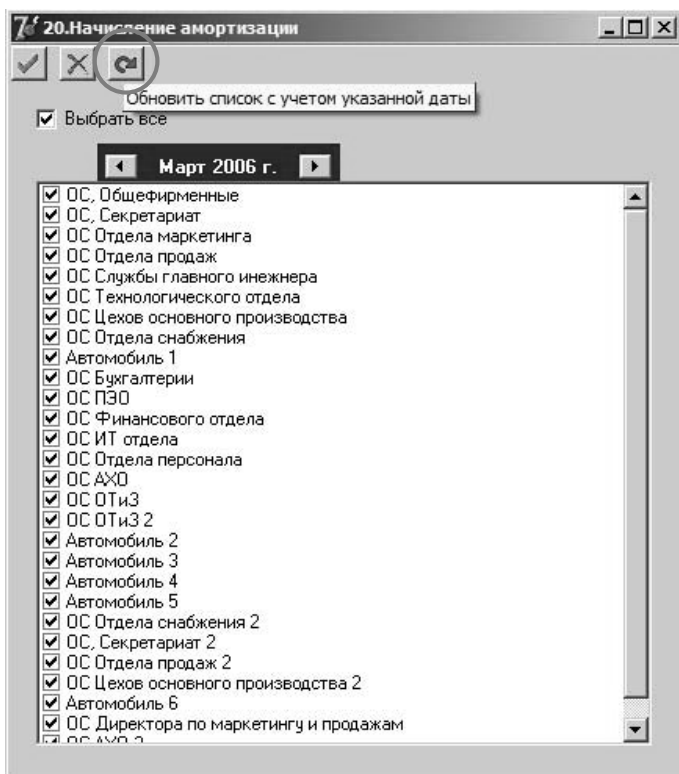 20.Начисление амортизации
Обновить список с учетом указанной даты
Выбрать все
Март 2006 г.
ОС, Общефирменные
ОС, Секретариат
ОС Отдела маркетинга
ОС Отдела продаж
ОС Службы главного инежнера
ОС Технологического отдела
ОС Цехов основного производства
ОС Отдела снабжения
Автомобиль 1
ОС Бухгалтерии
ОС ПЭО
ОС Финансового отдела
ОС ИТ отдела
ОС Отдела персонала
ОС АХО
ОС ОТиЗ
ОС ОТиЗ 2
Автомобиль 2
Автомобиль 3
Автомобиль 4
Автомобиль 5
ОС Отдела снабжения 2
ОС, Секретариат 2
ОС Отдела продаж 2
ОС Цехов основного производства 2
Автомобиль 6
ОС Директора по маркетингу и продажам
ОС АХО 2